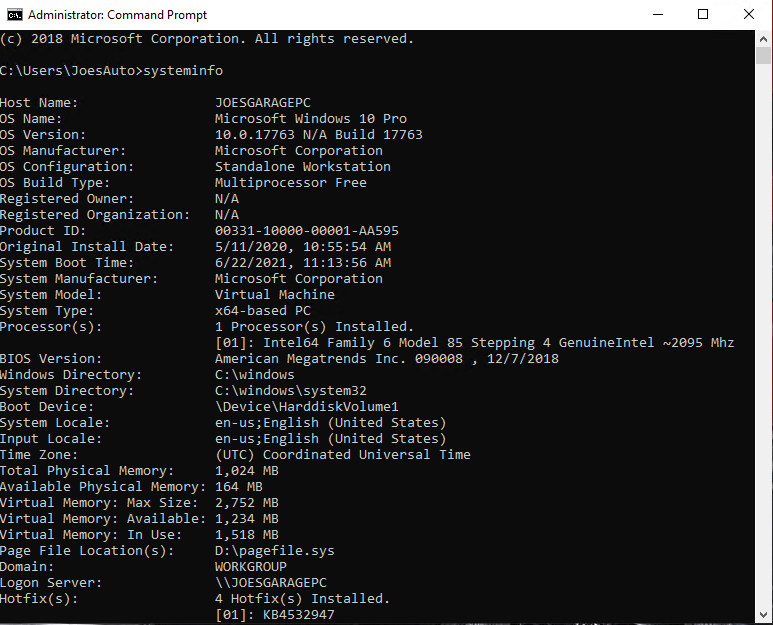 Administrator: Command Prompt
(c) 2018 Microsoft Corporation. All rights reserved.
C:\Users\JoesAuto>systeminfo
Host Name: JOESGARAGEPC
OS Name: Microsoft Windows 10 Pro
OS Version: 10.0.17763 N/A Build 17763
OS Manufacturer: Microsoft Corporation
OS Configuration: Standalone Workstation
OS Build Type: Multiprocessor Free
Registered Owner: N/A
Registered Organization: N/A
Product ID: 00331-10000-00001-AA595
Original Install Date: 5/11/2020, 10:55:54 AM
System Boot Time: 6/22/2021, 11:13:56 AM
System Manufacturer: Microsoft Corporation
System Model: Virtual Machine
System Type: x64-based PC
Processor(s): 1 Processor(s) Installed.
[01]: Intel64 Family 6 Model 85 Stepping 4 GenuineIntel ~2095 Mhz
BIOS Version: American Megatrends Inc. 090008 , 12/7/2018
Windows Directory: C:\windows
System Directory: C:\windows\system32
Boot Device: \Device\HarddiskVolume1
System Locale: en-us;English (United States)
Input Locale: en-us;English (United States)
Time Zone: (UTC) Coordinated Universal Time
Total Physical Memory: 1,024 MB
Available Physical Memory: 164 MB
Virtual Memory: Max Size: 2,752 MB
Virtual Memory: Available: 1,234 MB
Virtual Memory: In Use: 1,518 MB
Page File Location(s): D:\pagefile.sys
Domain: WORKGROUP
Logon Server: \\JOESGARAGEPC
Hotfix(s): 4 Hotfix(s) Installed.
[01]: KB4532947